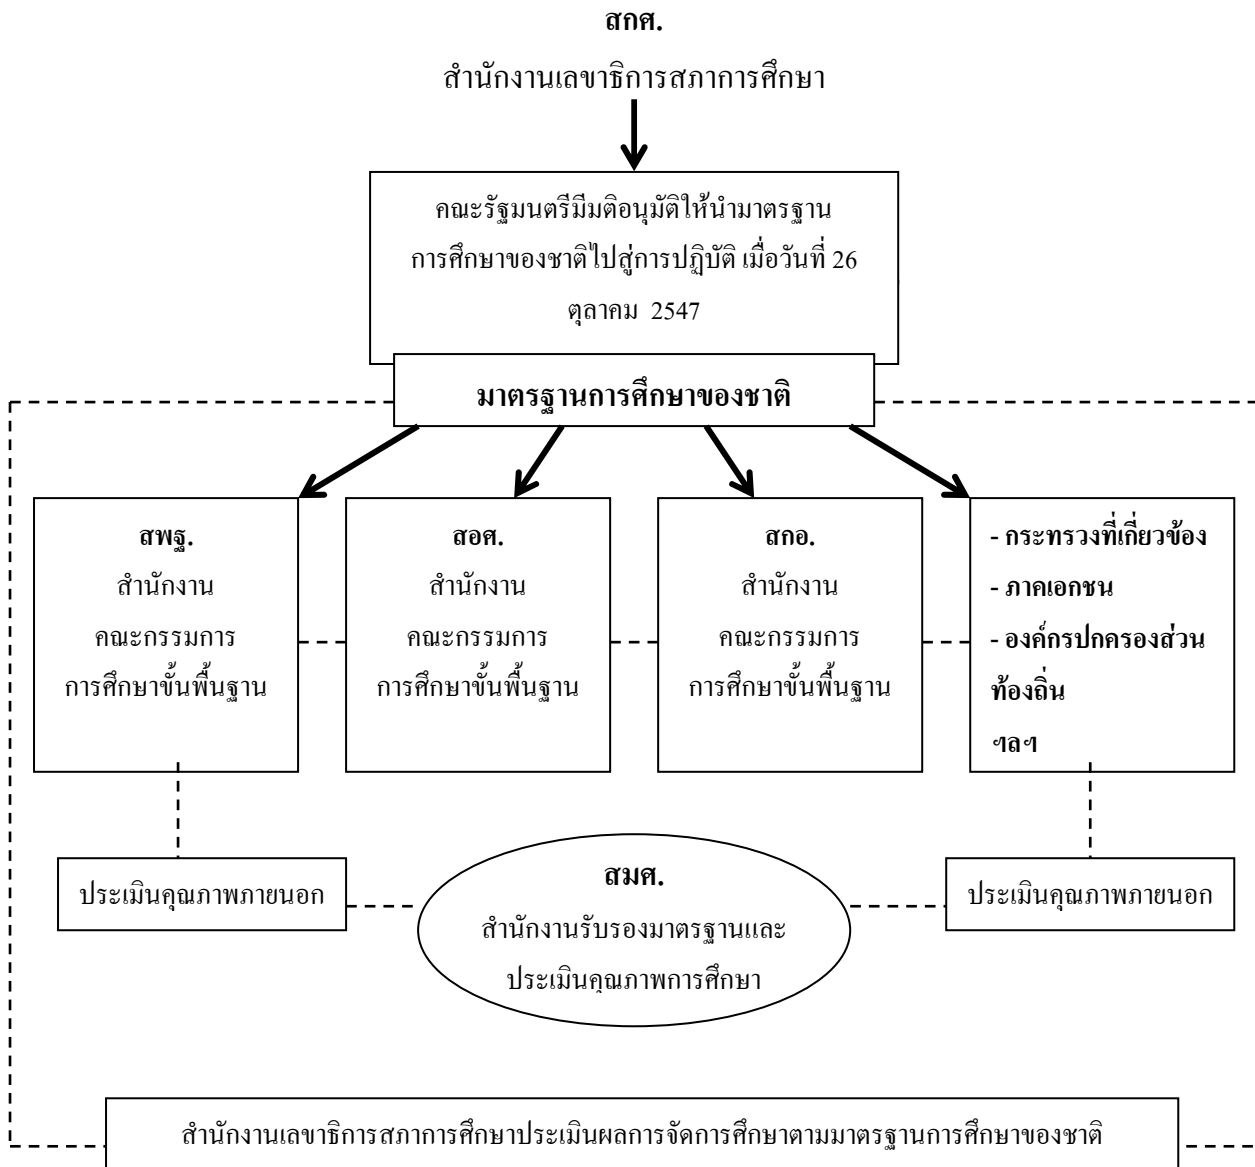 สกศ.
สำนักงานเลขาธิการสภาการศึกษา
คณะรัฐมนตรีมีมติอนุมัติให้นำมาตรฐาน
การศึกษาของชาติไปสู่การปฏิบัติ เมื่อวันที่ 26
ตุลาคม 2547
มาตรฐานการศึกษาของชาติ
สพฐ.
สำนักงาน
คณะกรรมการ
การศึกษาขั้นพื้นฐาน
สอศ.
สำนักงาน
คณะกรรมการ
การศึกษาขั้นพื้นฐาน
สกอ.
สำนักงาน
คณะกรรมการ
การศึกษาขั้นพื้นฐาน
- กระทรวงที่เกี่ยวข้อง
- ภาคเอกชน
- องค์กรปกครองส่วน
ท้องถิ่น
ฯลฯ
ประเมินคุณภาพภายนอก
สมศ.
สำนักงานรับรองมาตรฐานและ
ประเมินคุณภาพการศึกษา
ประเมินคุณภาพภายนอก
สำนักงานเลขาธิการสภาการศึกษาประเมินผลการจัดการศึกษาตามมาตรฐานการศึกษาของชาติ